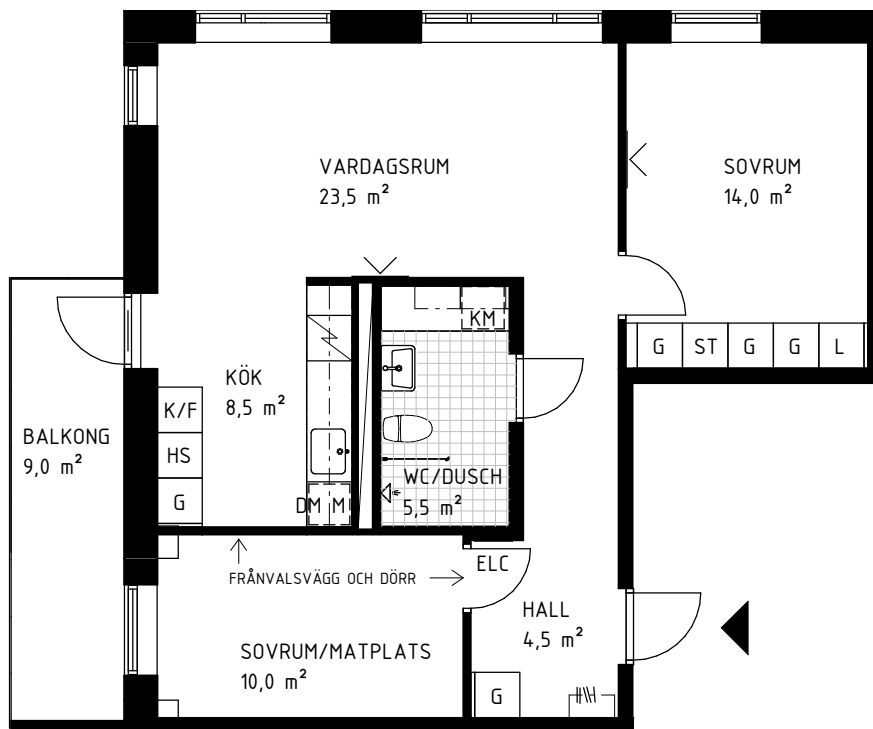 VARDAGSRUM
23,5 m²
SOVRUM
14,0 m²
KM
G
ST
G
G
L
KÖK
8,5 m²
K/F
HS
G
BALKONG
9,0 m²
WC/DUSCH
5,5 m²
DM M
FRÅNVALSVÄGG OCH DÖRR
ELC
HALL
4,5 m²
SOVRUM/MATPLATS
10,0 m²
G